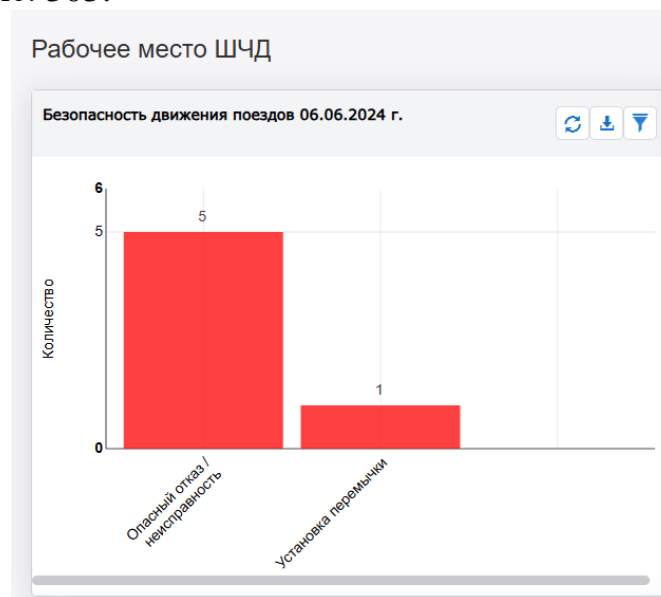 Рабочее место ШЧД
Безопасность движения поездов 06.06.2024 г.
6
5
5
Количество
1
0
Опасный отказ /
неисправность
Установка перемычки